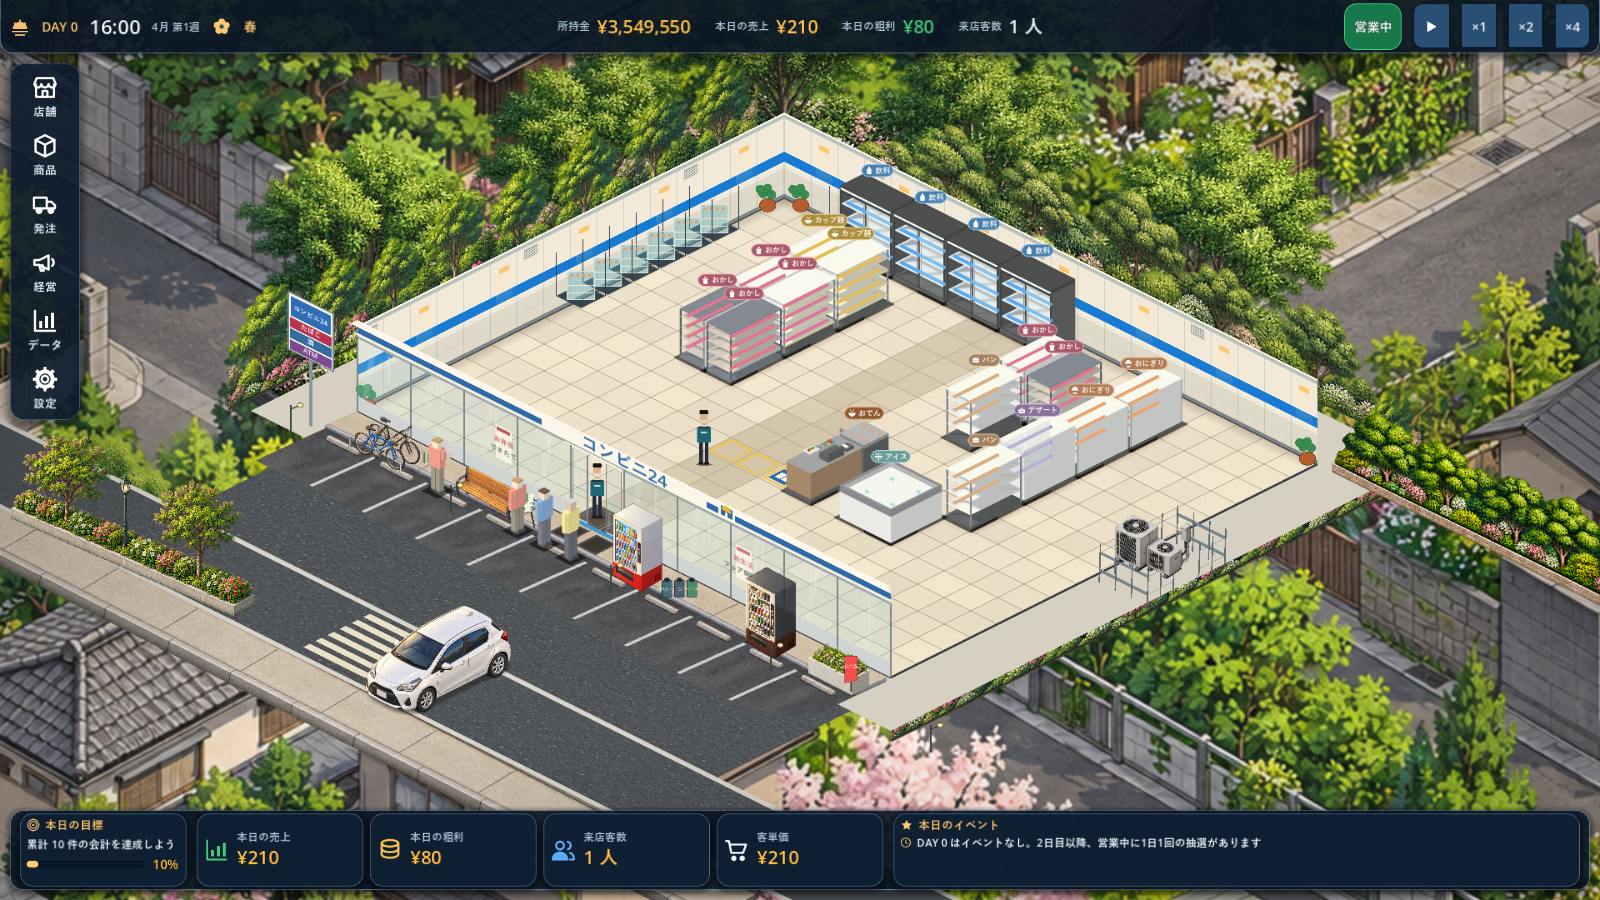 DAY 0 16:00 4月 第1週 春
所持金 ¥3,549,550 本日の売上 ¥210 本日の粗利 ¥80 来店客数 1 人
営業中 ▶ ×1 ×2 ×4
店舗
商品
発注
経営
データ
設定
飲料
飲料
飲料
飲料
カップ麺
カップ麺
おかし
おかし
おかし
おかし
おかし
おかし
パン
おにぎり
おにぎり
デザート
おでん
パン
アイス
コンビニ24
たばこ
酒
ATM
コンビニ24
本日の目標
累計 10 件の会計を達成しよう
10%
本日の売上
¥210
本日の粗利
¥80
来店客数
1 人
客単価
¥210
本日のイベント
DAY 0 はイベントなし。2日目以降、営業中に1日1回の抽選があります